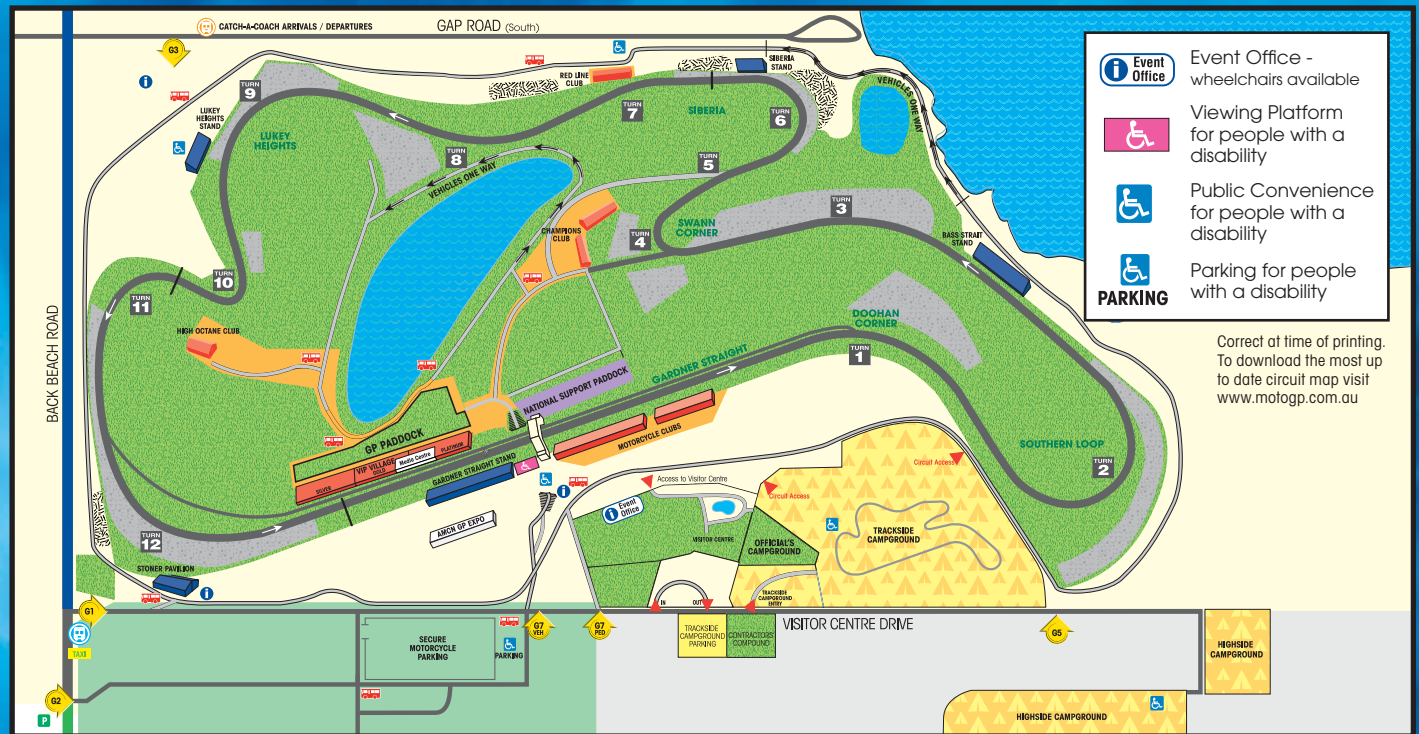 CATCH-A-COACH ARRIVALS / DEPARTURES
GAP ROAD (South)
G3
i
LUKEY
HEIGHTS
STAND
TURN
9
LUKEY
HEIGHTS
RED LINE
CLUB
SIBERIA
STAND
TURN
7
SIBERIA
TURN
6
VEHICLES ONE WAY
TURN
8
VEHICLES ONE WAY
TURN
5
CHAMPIONS
CLUB
TURN
4
SWANN
CORNER
TURN
3
BASS STRAIT
STAND
TURN
10
TURN
11
HIGH OCTANE CLUB
BACK BEACH ROAD
DOOHAN
CORNER
TURN
1
GARDNER STRAIGHT
NATIONAL SUPPORT PADDOCK
MOTORCYCLE CLUBS
GP PADDOCK
SILVER
VIP VILLAGE
GOLD
Media Centre
PLATINUM
GARDNER STRAIGHT STAND
AMCN GP EXPO
i
SOUTHERN LOOP
TURN
2
TURN
12
STONER PAVILION
i
Access to Visitor Centre
i Event
Office
VISITOR CENTRE
OFFICIAL'S
CAMPGROUND
Circuit Access
Circuit Access
TRACKSIDE
CAMPGROUND
TRACKSIDE
CAMPGROUND
ENTRY
IN
OUT
G1
TAXI
G2
P
SECURE
MOTORCYCLE
PARKING
PARKING
G7
VEH
G7
PED
TRACKSIDE
CAMPGROUND
PARKING
CONTRACTORS'
COMPOUND
VISITOR CENTRE DRIVE
G5
HIGHSIDE
CAMPGROUND
HIGHSIDE CAMPGROUND
i Event
Office
Event Office -
wheelchairs available
Viewing Platform
for people with a
disability
Public Convenience
for people with a
disability
PARKING
Parking for people
with a disability
Correct at time of printing.
To download the most up
to date circuit map visit
www.motogp.com.au